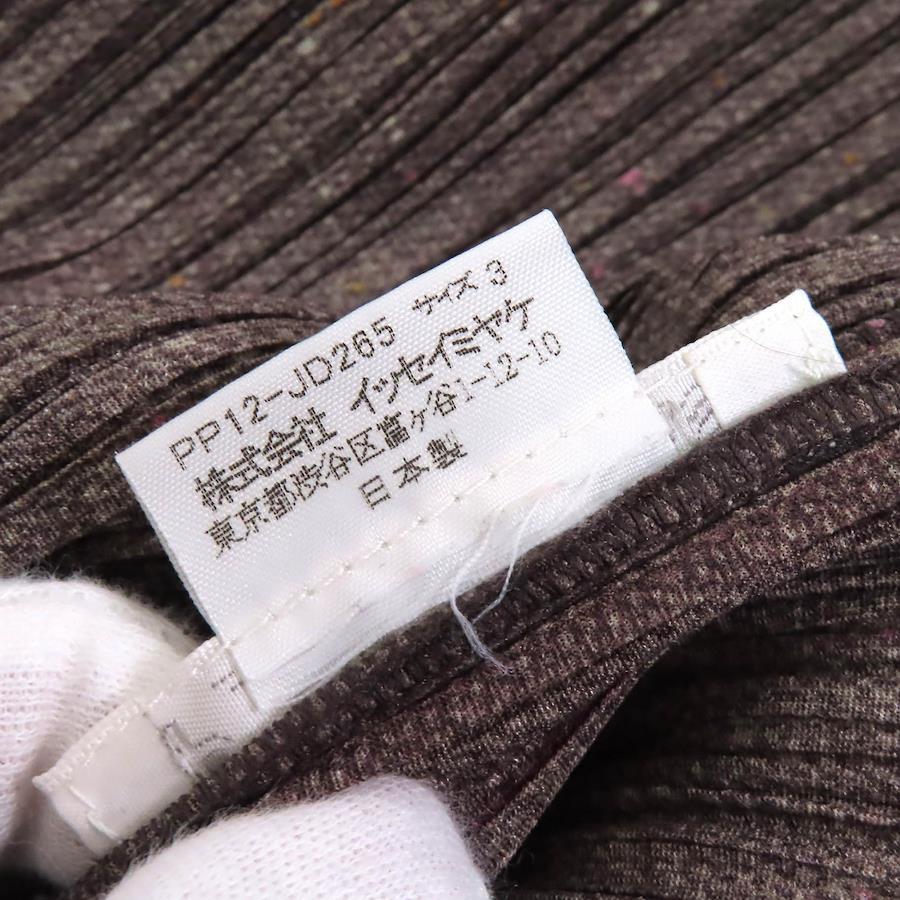 PP12-JD265 サイズ 3
株式会社 イッセイミヤケ
東京都渋谷区富ヶ谷1-12-10
日本製